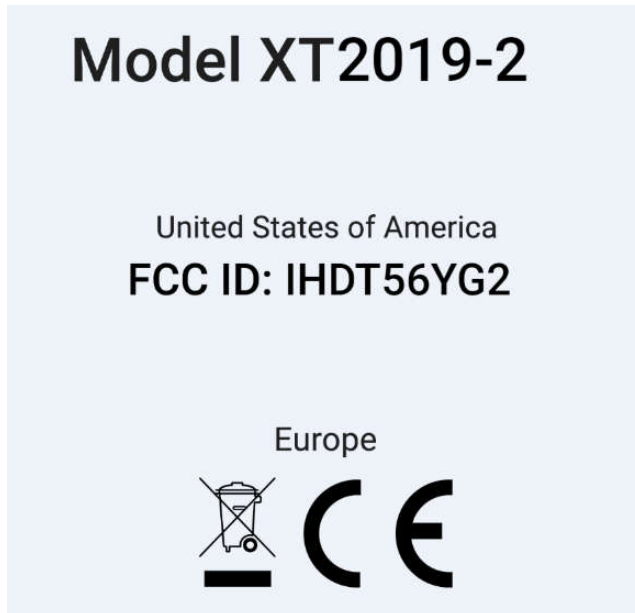 Model XT2019-2
United States of America
FCC ID: IHDT56YG2
Europe
CE